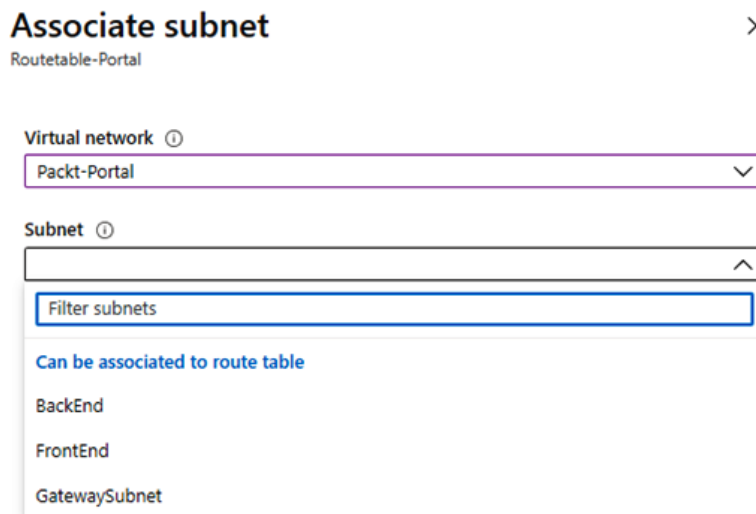 Associate subnet
Routetable-Portal
Virtual network
Packt-Portal
Subnet
Filter subnets
Can be associated to route table
BackEnd
FrontEnd
GatewaySubnet